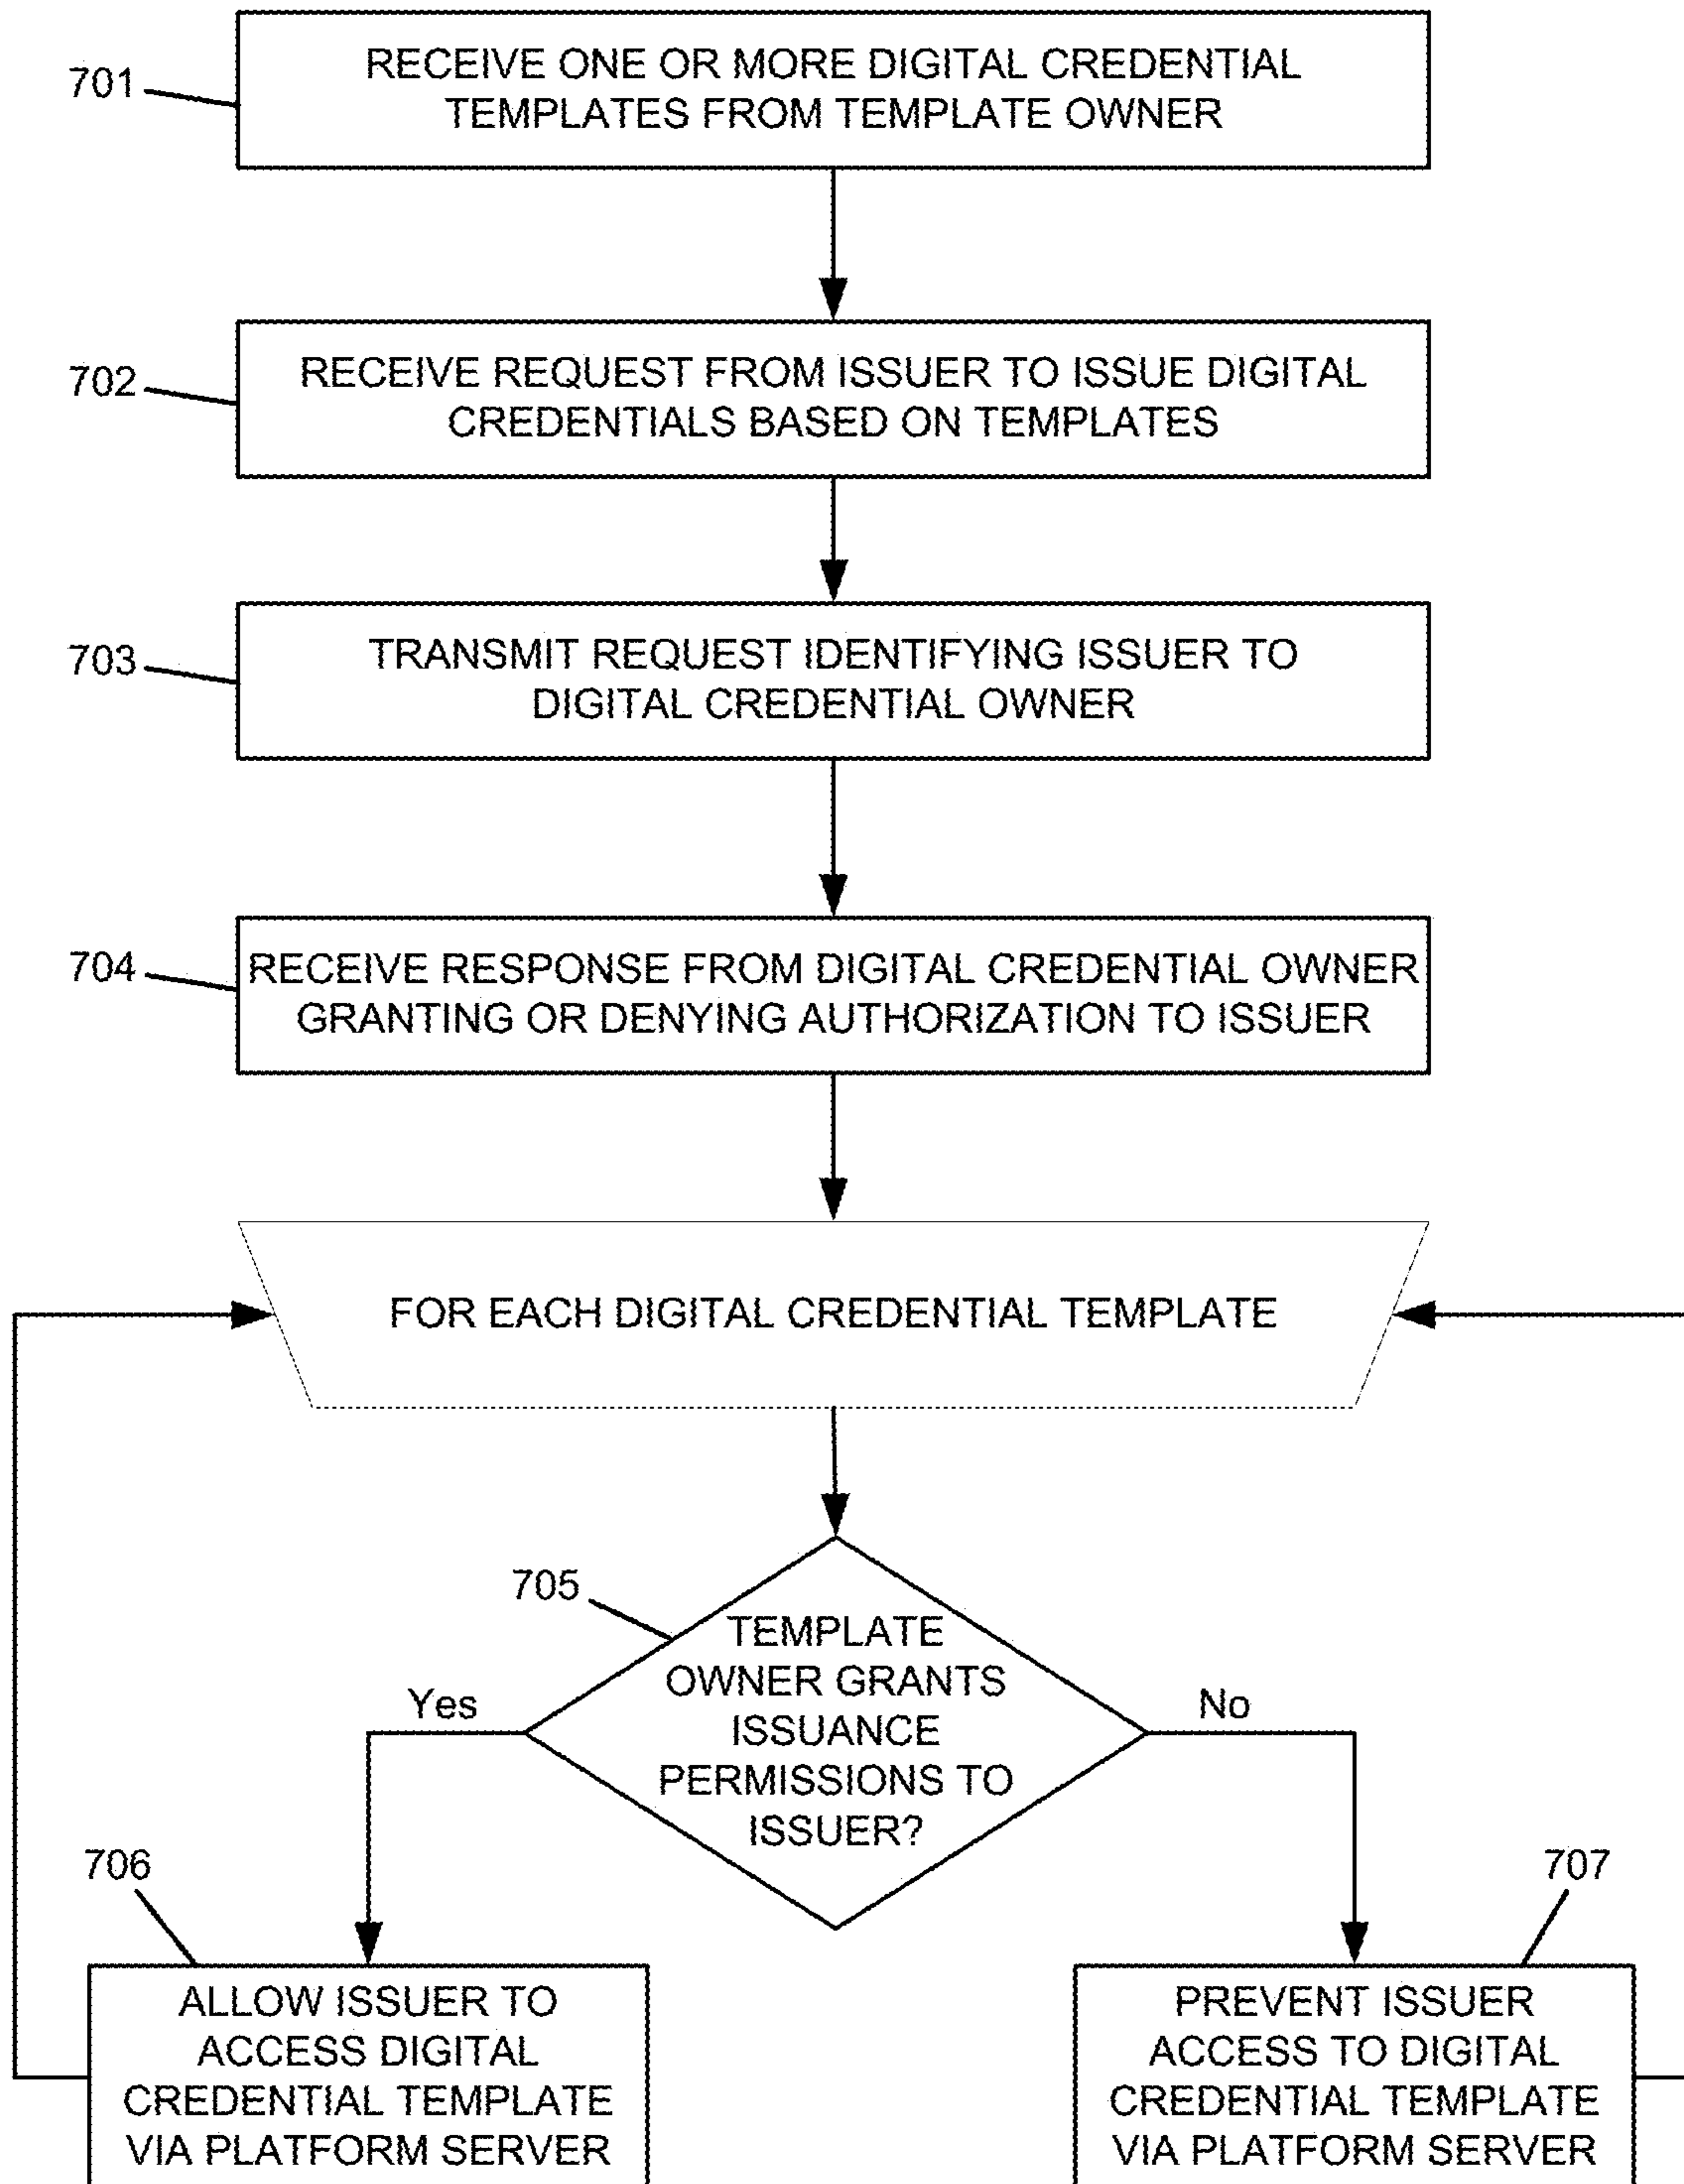 701
RECEIVE ONE OR MORE DIGITAL CREDENTIAL
TEMPLATES FROM TEMPLATE OWNER
702
RECEIVE REQUEST FROM ISSUER TO ISSUE DIGITAL
CREDENTIALS BASED ON TEMPLATES
703
TRANSMIT REQUEST IDENTIFYING ISSUER TO
DIGITAL CREDENTIAL OWNER
704
RECEIVE RESPONSE FROM DIGITAL CREDENTIAL OWNER
GRANTING OR DENYING AUTHORIZATION TO ISSUER
FOR EACH DIGITAL CREDENTIAL TEMPLATE
705
TEMPLATE
OWNER GRANTS
ISSUANCE
PERMISSIONS TO
ISSUER?
Yes
No
706
ALLOW ISSUER TO
ACCESS DIGITAL
CREDENTIAL TEMPLATE
VIA PLATFORM SERVER
707
PREVENT ISSUER
ACCESS TO DIGITAL
CREDENTIAL TEMPLATE
VIA PLATFORM SERVER